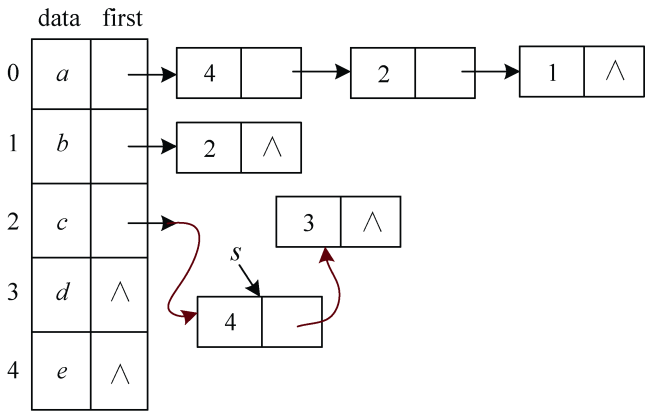 data first
0 a 4 2 1 ∧
1 b 2 ∧
2 c 3 ∧
s
3 d ∧ 4
4 e ∧